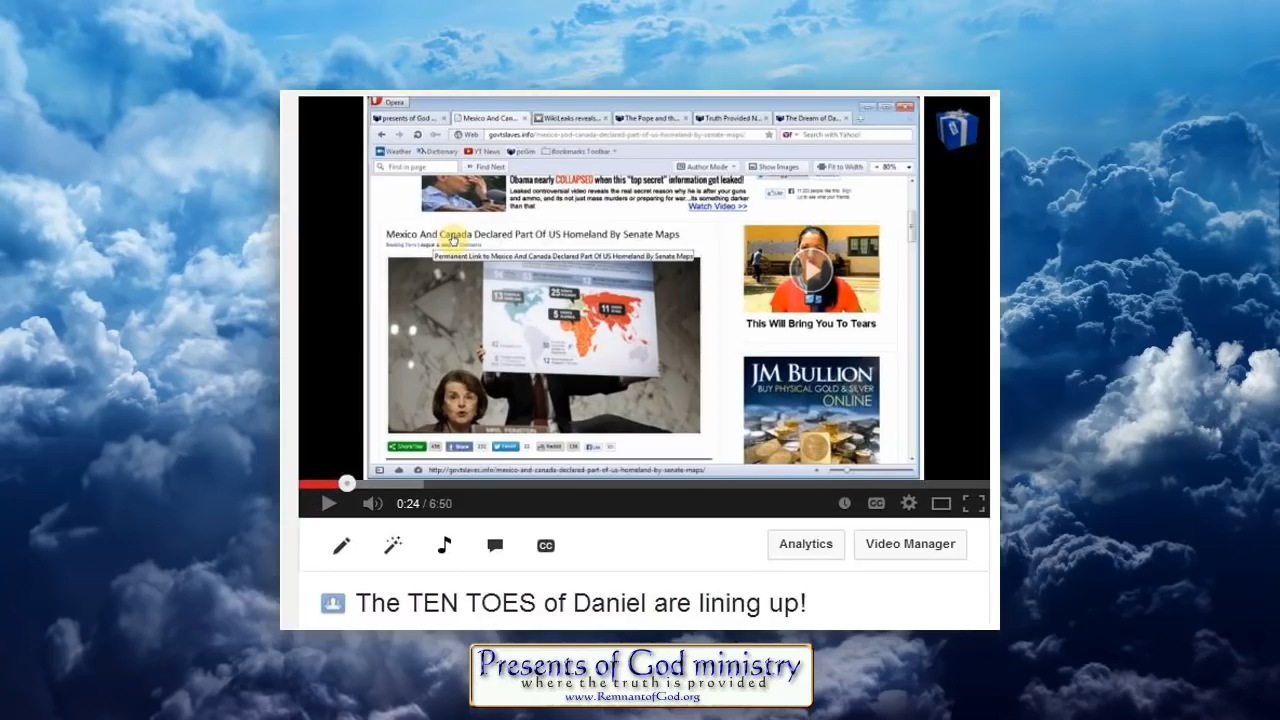 Opera
presents of God ...
Mexico And Can...
WikiLeaks reveals...
The Pope and th...
Truth Provided N...
The Dream of Da...
Web
govtslaves.info/mexico-and-canada-declared-part-of-us-homeland-by-senate-maps/
Search with Yahoo!
Weather
Dictionary
YT News
pcGm
Bookmarks Toolbar
Find in page
Find Next
Author Mode
Show Images
Fit to Width
80%
Obama nearly COLLAPSED when this "top secret" information got leaked!
Leaked controversial video reveals the real secret reason why he is after your guns
and ammo, and its not just mass murders or preparing for war...its something darker
than that!
Watch Video >>
Mexico And Canada Declared Part Of US Homeland By Senate Maps
Permanent Link to Mexico And Canada Declared Part Of US Homeland By Senate Maps
13
25
5
11
This Will Bring You To Tears
JM BULLION
BUY PHYSICAL GOLD & SILVER
ONLINE
http://govtslaves.info/mexico-and-canada-declared-part-of-us-homeland-by-senate-maps/
0:24 / 6:50
CC
CC
Analytics
Video Manager
The TEN TOES of Daniel are lining up!
Presents of God ministry
where the truth is provided
www.RemnantofGod.org